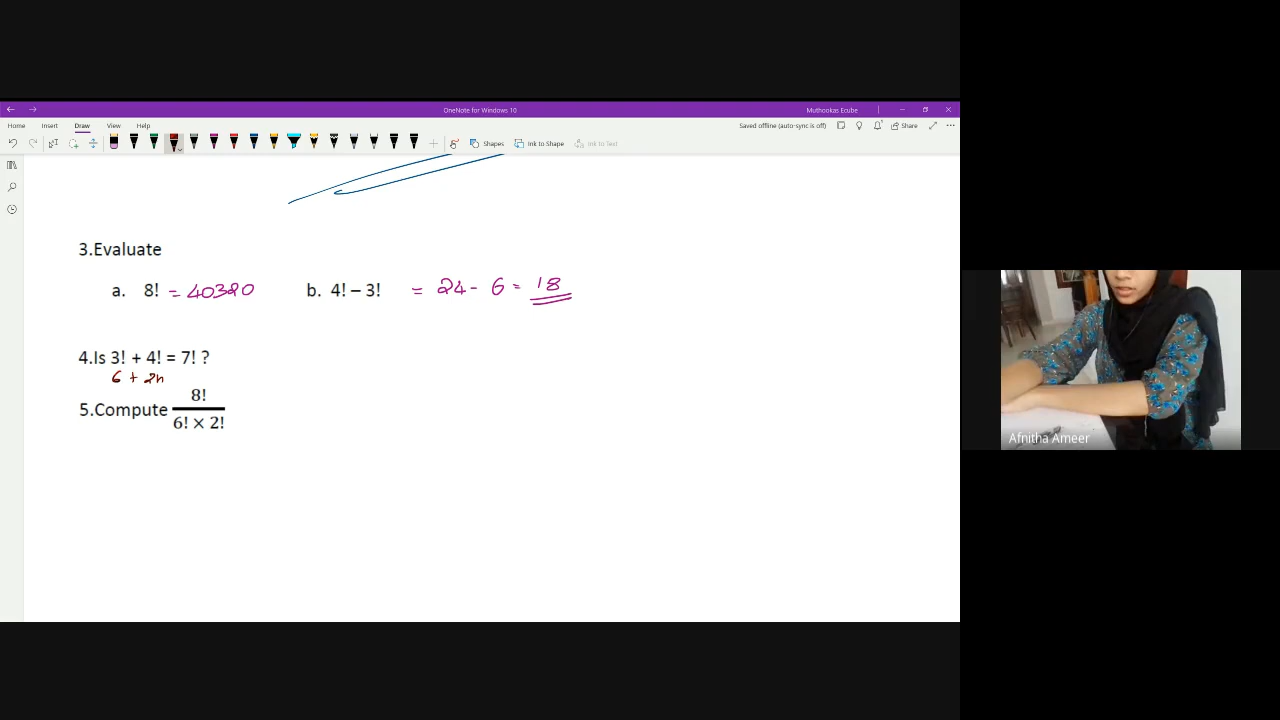 OneNote for Windows 10
Muthookas Ecube
Home Insert Draw View Help
Saved offline (auto-sync is off) Share
Shapes Ink to Shape Ink to Text
3.Evaluate
a. 8! = 40320 b. 4! – 3! = 24 - 6 = 18
4.Is 3! + 4! = 7! ?
6 + 24
5.Compute 8!
6! × 2!
Afnitha Ameer